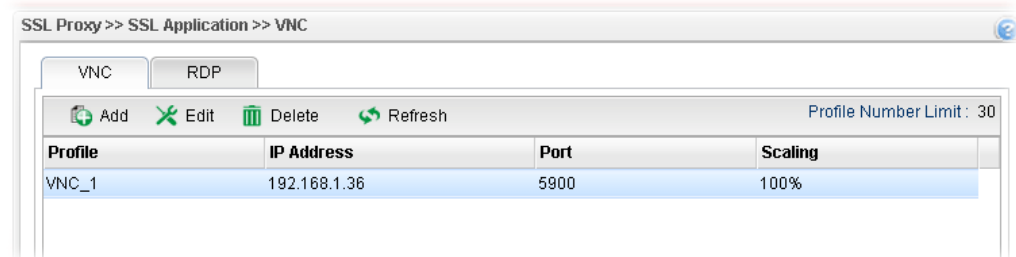 SSL Proxy >> SSL Application >> VNC
VNC RDP
Add Edit Delete Refresh Profile Number Limit : 30
Profile IP Address Port Scaling
VNC_1 192.168.1.36 5900 100%